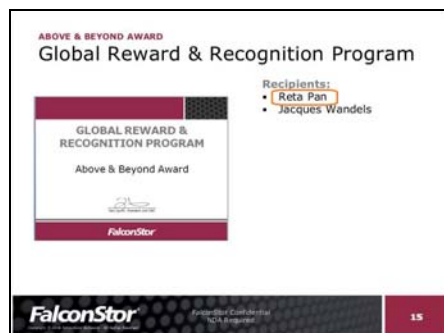 ABOVE & BEYOND AWARD
Global Reward & Recognition Program
Recipients:
• Reta Pan
• Jacques Wandels
GLOBAL REWARD &
RECOGNITION PROGRAM
Above & Beyond Award
FalconStor
FalconStor
FalconStor Confidential
NDA Required
15